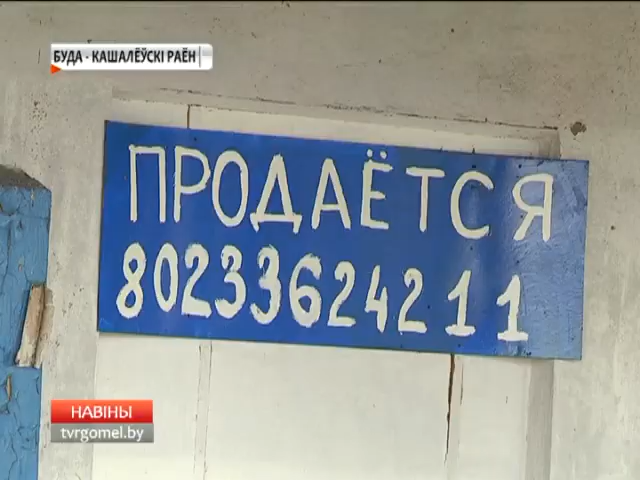 БУДА - КАШАЛЁЎСКІ РАЁН
ПРОДАЁТСЯ
80233624211
НАВІНЫ
tvrgomel.by